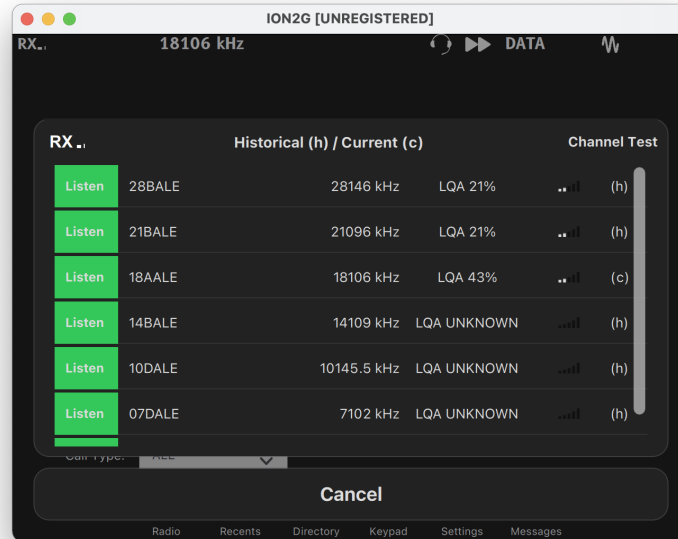 ION2G [UNREGISTERED]
RX 18106 kHz DATA
RX Historical (h) / Current (c) Channel Test
Listen 28BALE 28146 kHz LQA 21% (h)
Listen 21BALE 21096 kHz LQA 21% (h)
Listen 18AALE 18106 kHz LQA 43% (c)
Listen 14BALE 14109 kHz LQA UNKNOWN (h)
Listen 10DALE 10145.5 kHz LQA UNKNOWN (h)
Listen 07DALE 7102 kHz LQA UNKNOWN (h)
Call Type: ALL
Cancel
Radio Recents Directory Keypad Settings Messages